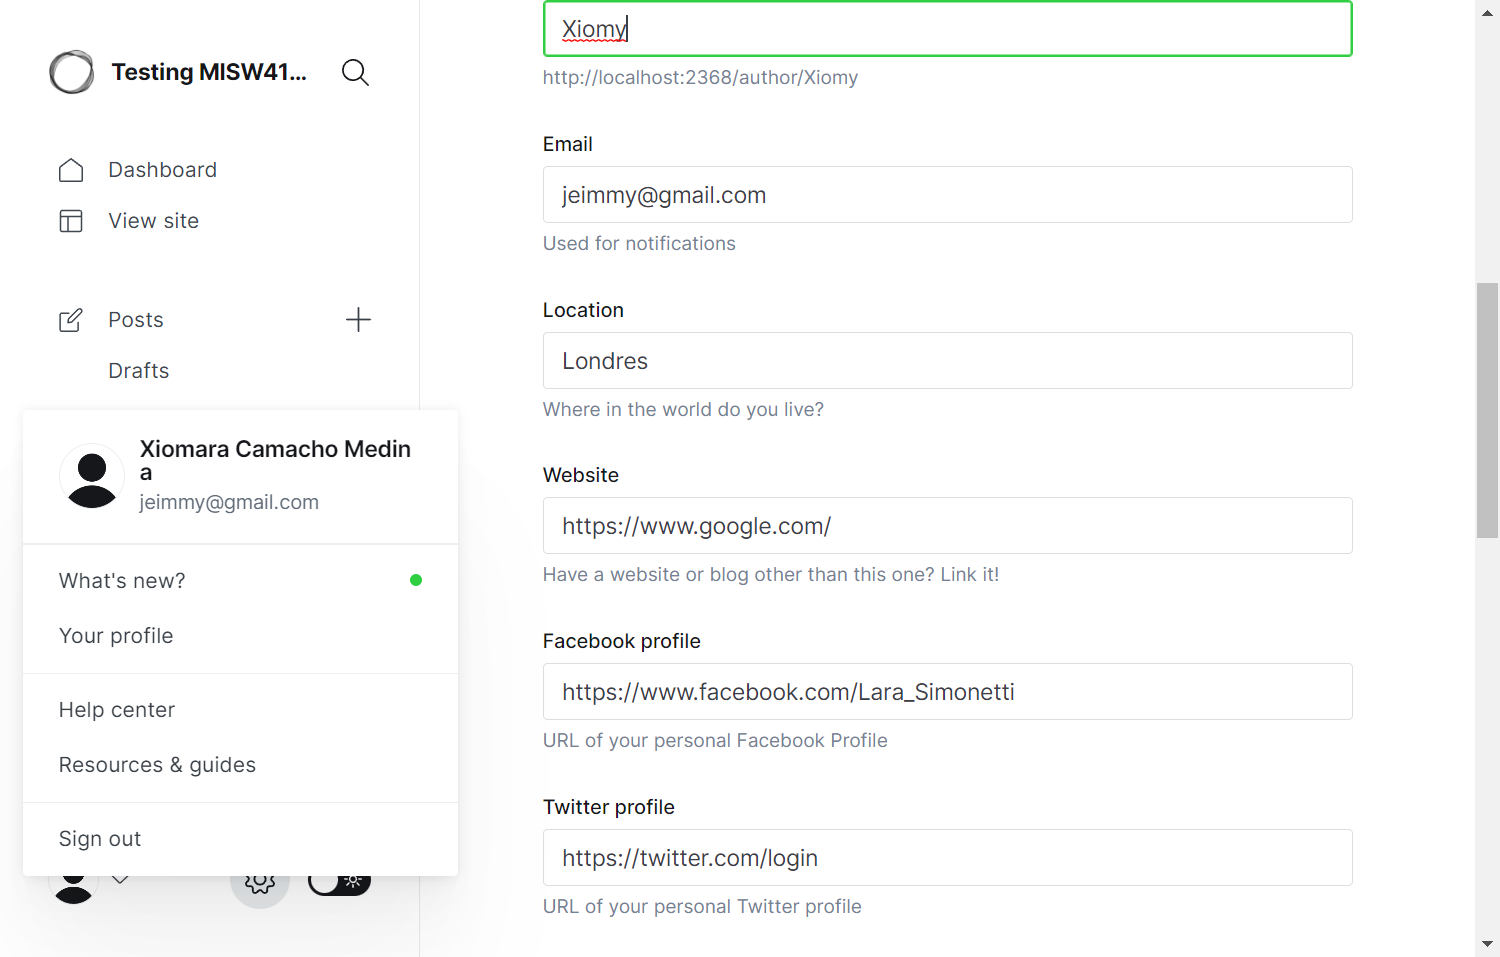 Testing MISW41...
Dashboard
View site
Posts
Drafts
Xiomara Camacho Medin
a
jeimmy@gmail.com
What's new?
Your profile
Help center
Resources & guides
Sign out
Xiomy
http://localhost:2368/author/Xiomy
Email
jeimmy@gmail.com
Used for notifications
Location
Londres
Where in the world do you live?
Website
https://www.google.com/
Have a website or blog other than this one? Link it!
Facebook profile
https://www.facebook.com/Lara_Simonetti
URL of your personal Facebook Profile
Twitter profile
https://twitter.com/login
URL of your personal Twitter profile